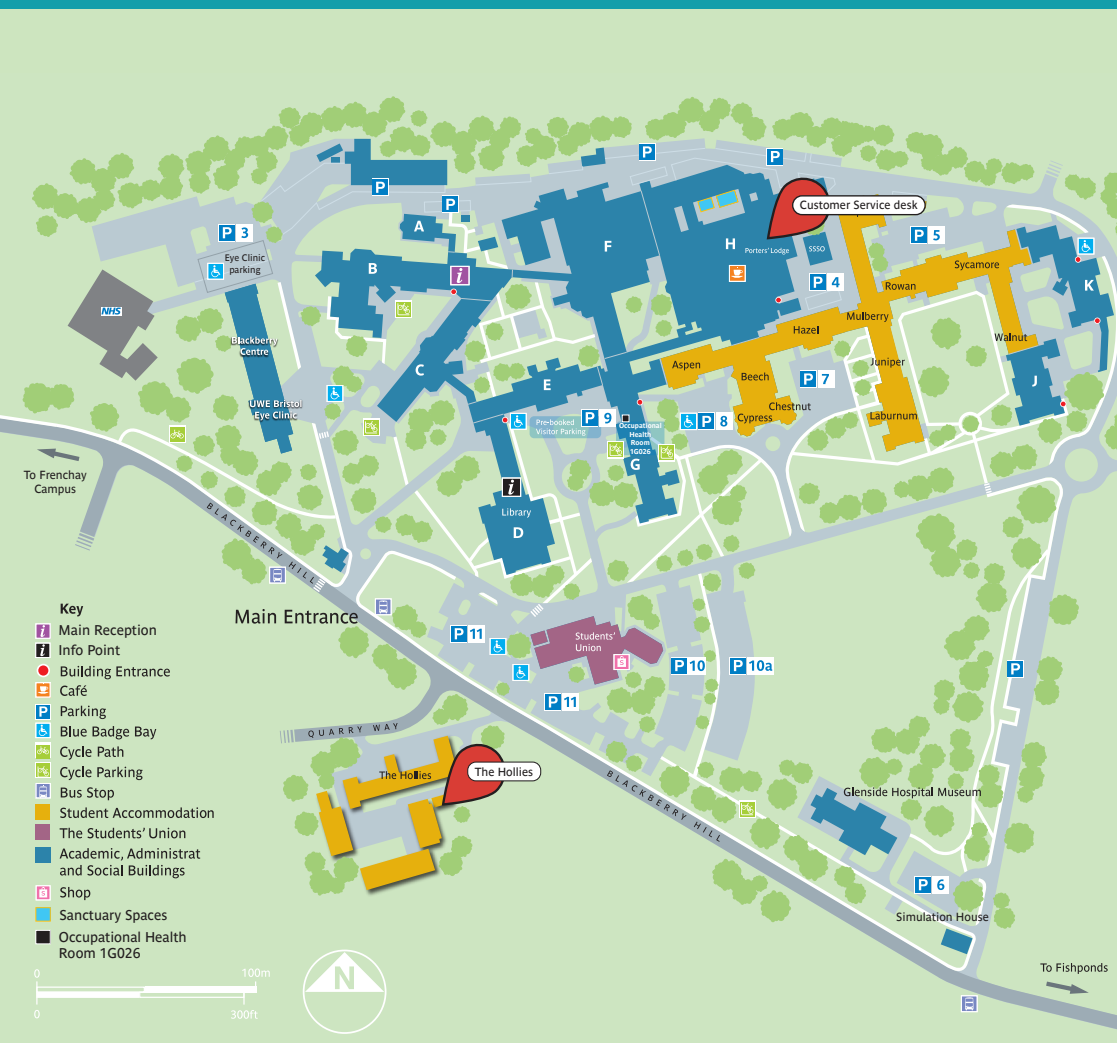 P
P
P
P
Customer Service desk
A
P 3
Eye Clinic
parking
F
H
Porters' Lodge
SSSO
P 5
B
i
Sycamore
K
NHS
P 4
Rowan
Mulberry
Hazel
Walnut
Blackberry
Centre
C
Aspen
Juniper
E
Beech
P 7
J
UWE Bristol
Eye Clinic
Chestnut
Cypress
Laburnum
Pre-booked
Visitor Parking
P 9
P 8
Occupational
Health
Room
1G026
G
To Frenchay
Campus
i
Library
D
BLACKBERRY HILL
Main Entrance
Key
i Main Reception
i Info Point
Building Entrance
Café
P Parking
Blue Badge Bay
Cycle Path
Cycle Parking
Bus Stop
Student Accommodation
The Students' Union
Academic, Administrat
and Social Buildings
Shop
Sanctuary Spaces
Occupational Health
Room 1G026
P 11
Students'
Union
P 10
P 10a
P
P 11
QUARRY WAY
The Hollies
The Hollies
BLACKBERRY HILL
Glenside Hospital Museum
P 6
Simulation House
To Fishponds
0 100m
0 300ft
N